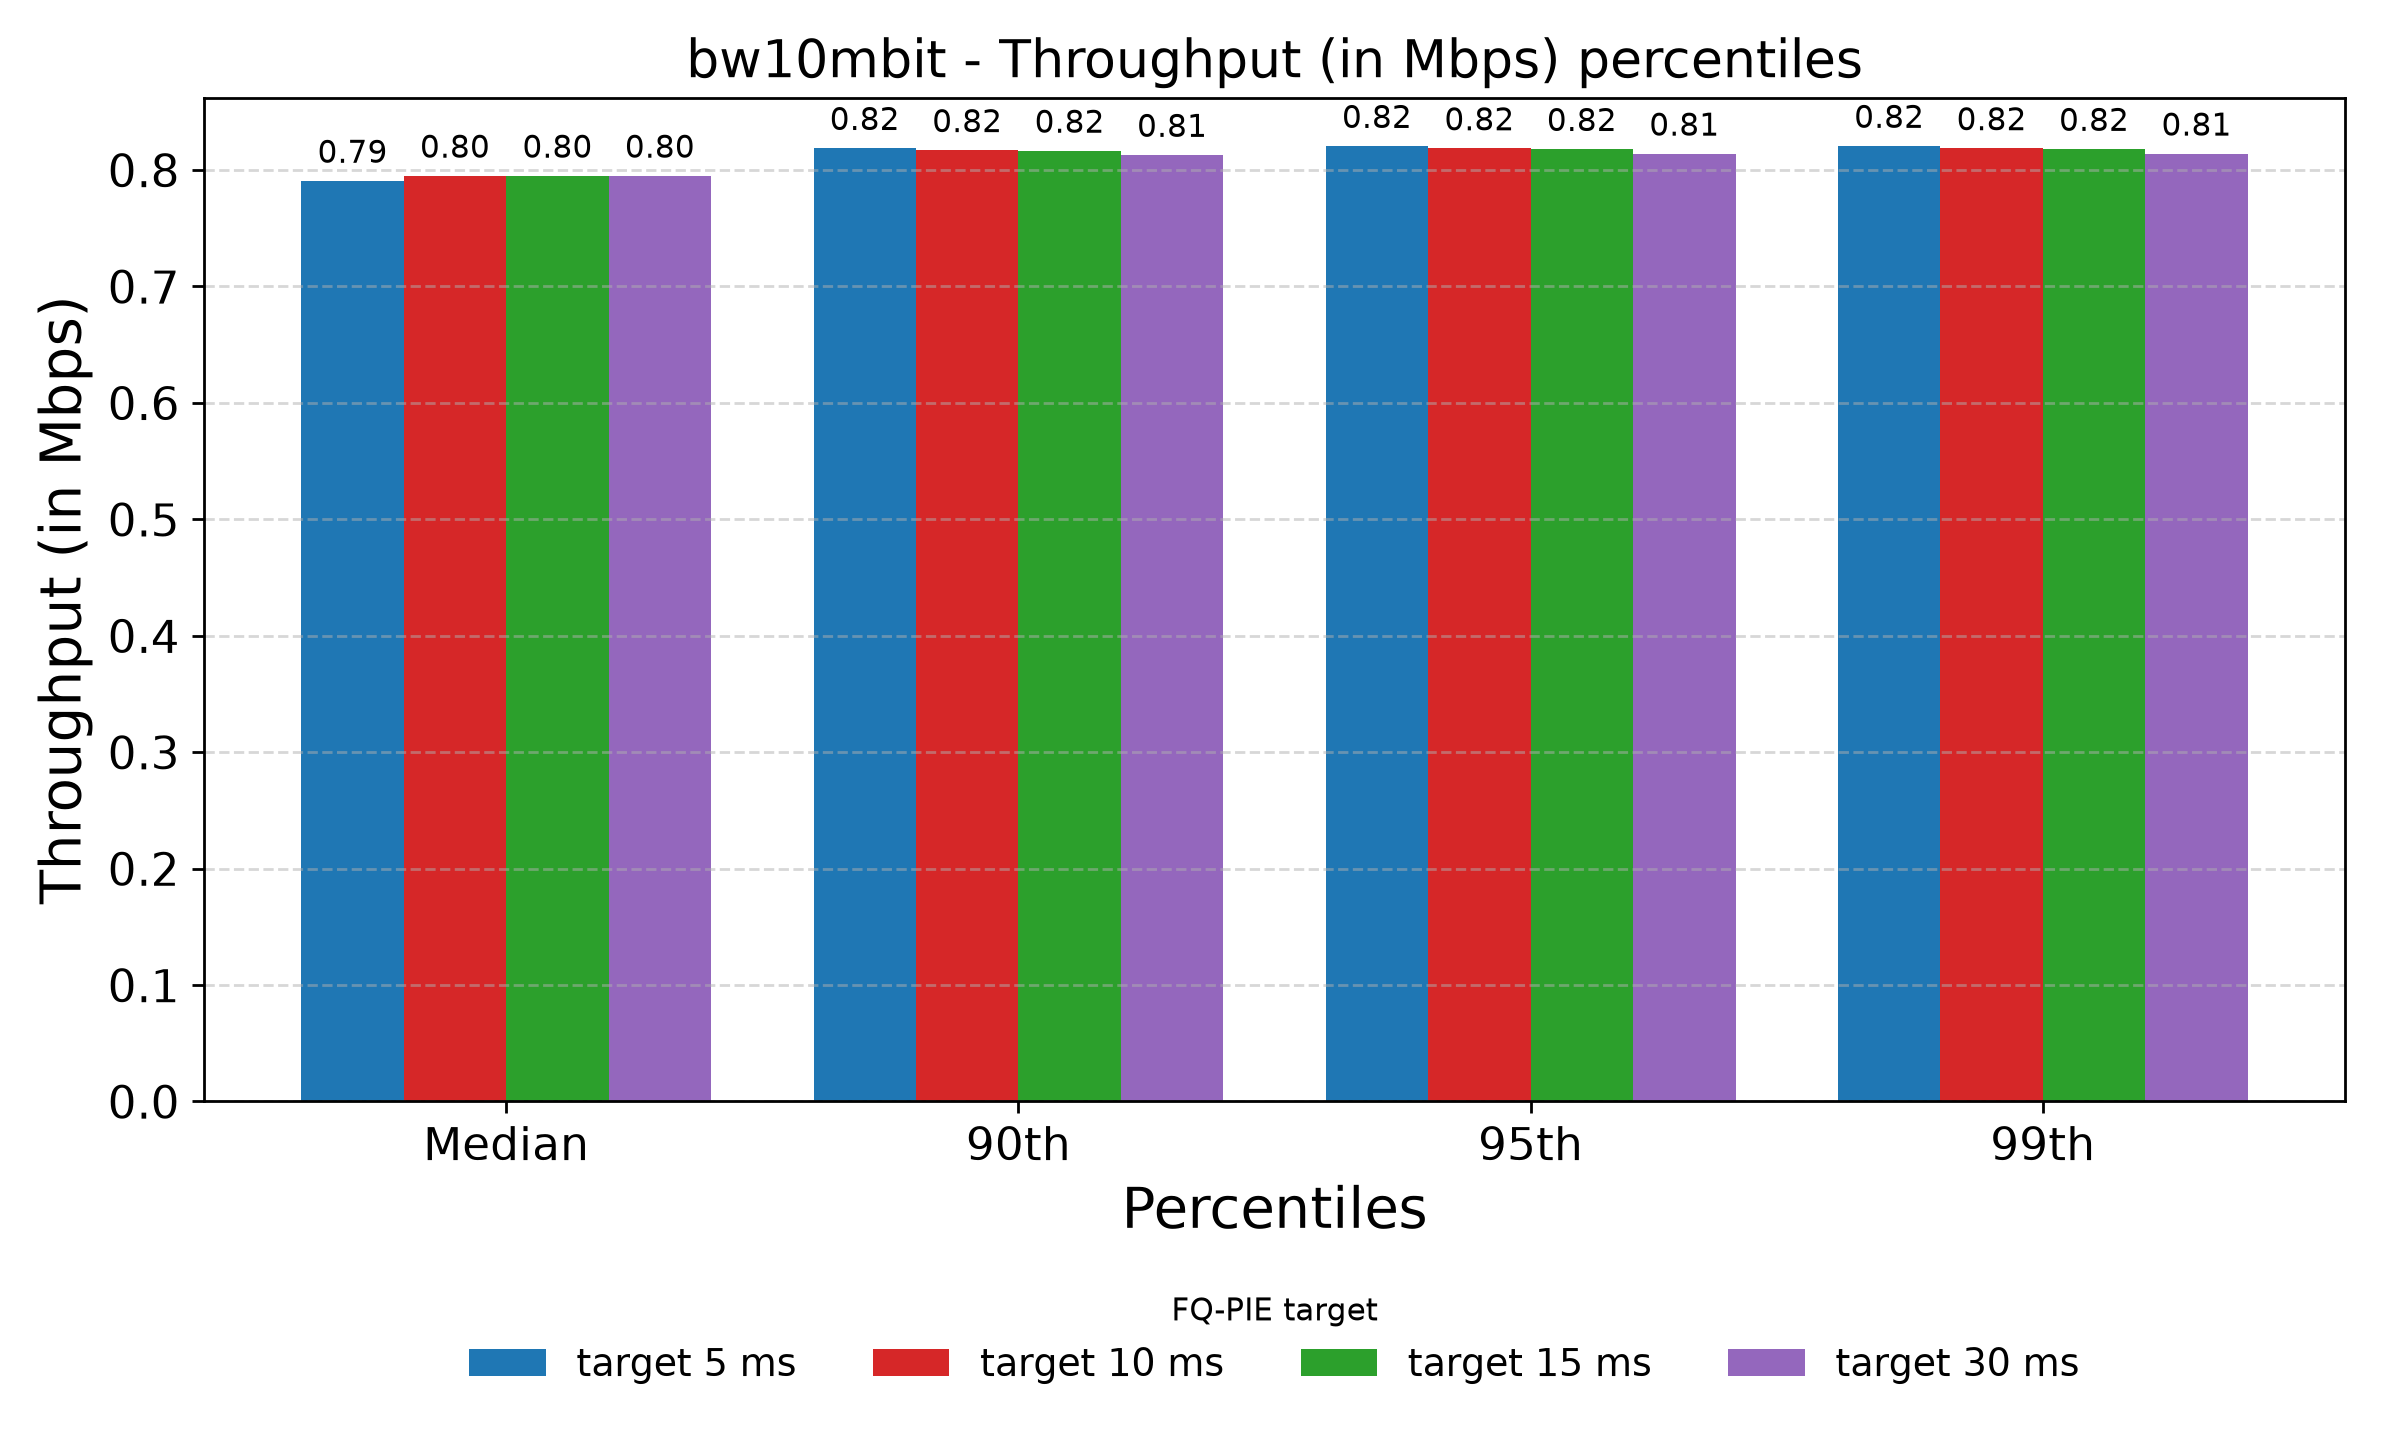 bw10mbit - Throughput (in Mbps) percentiles
0.79 0.80 0.80 0.80 0.82 0.82 0.82 0.81 0.82 0.82 0.82 0.81 0.82 0.82 0.82 0.81
Throughput (in Mbps)
0.8
0.7
0.6
0.5
0.4
0.3
0.2
0.1
0.0
Median 90th 95th 99th
Percentiles
FQ-PIE target
target 5 ms target 10 ms target 15 ms target 30 ms